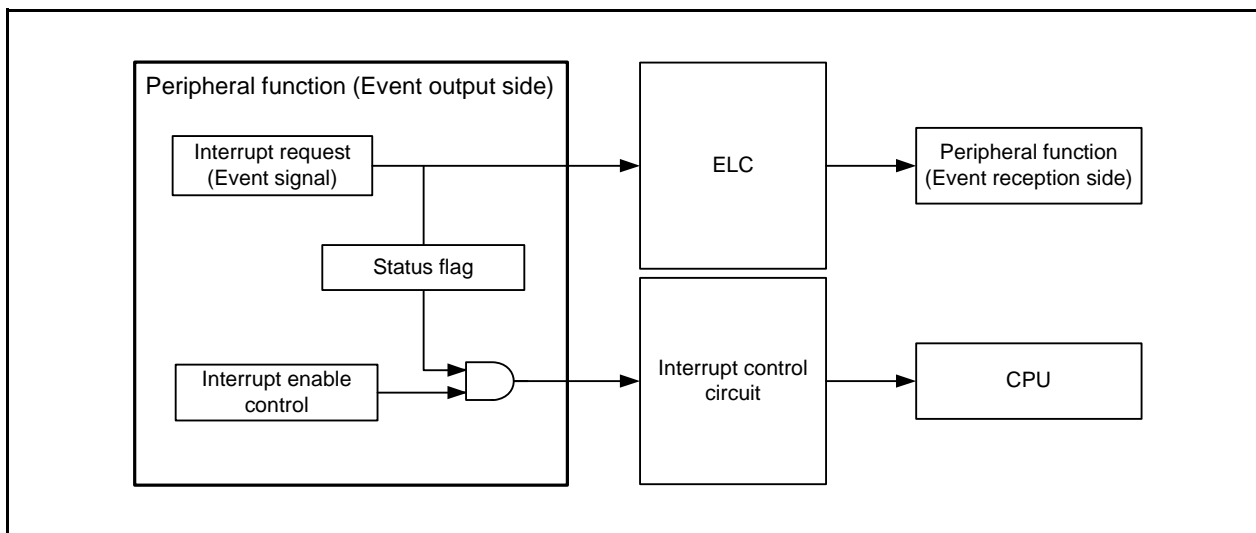 Peripheral function (Event output side)
Interrupt request
(Event signal)
ELC
Peripheral function
(Event reception side)
Status flag
Interrupt enable
control
Interrupt control
circuit
CPU